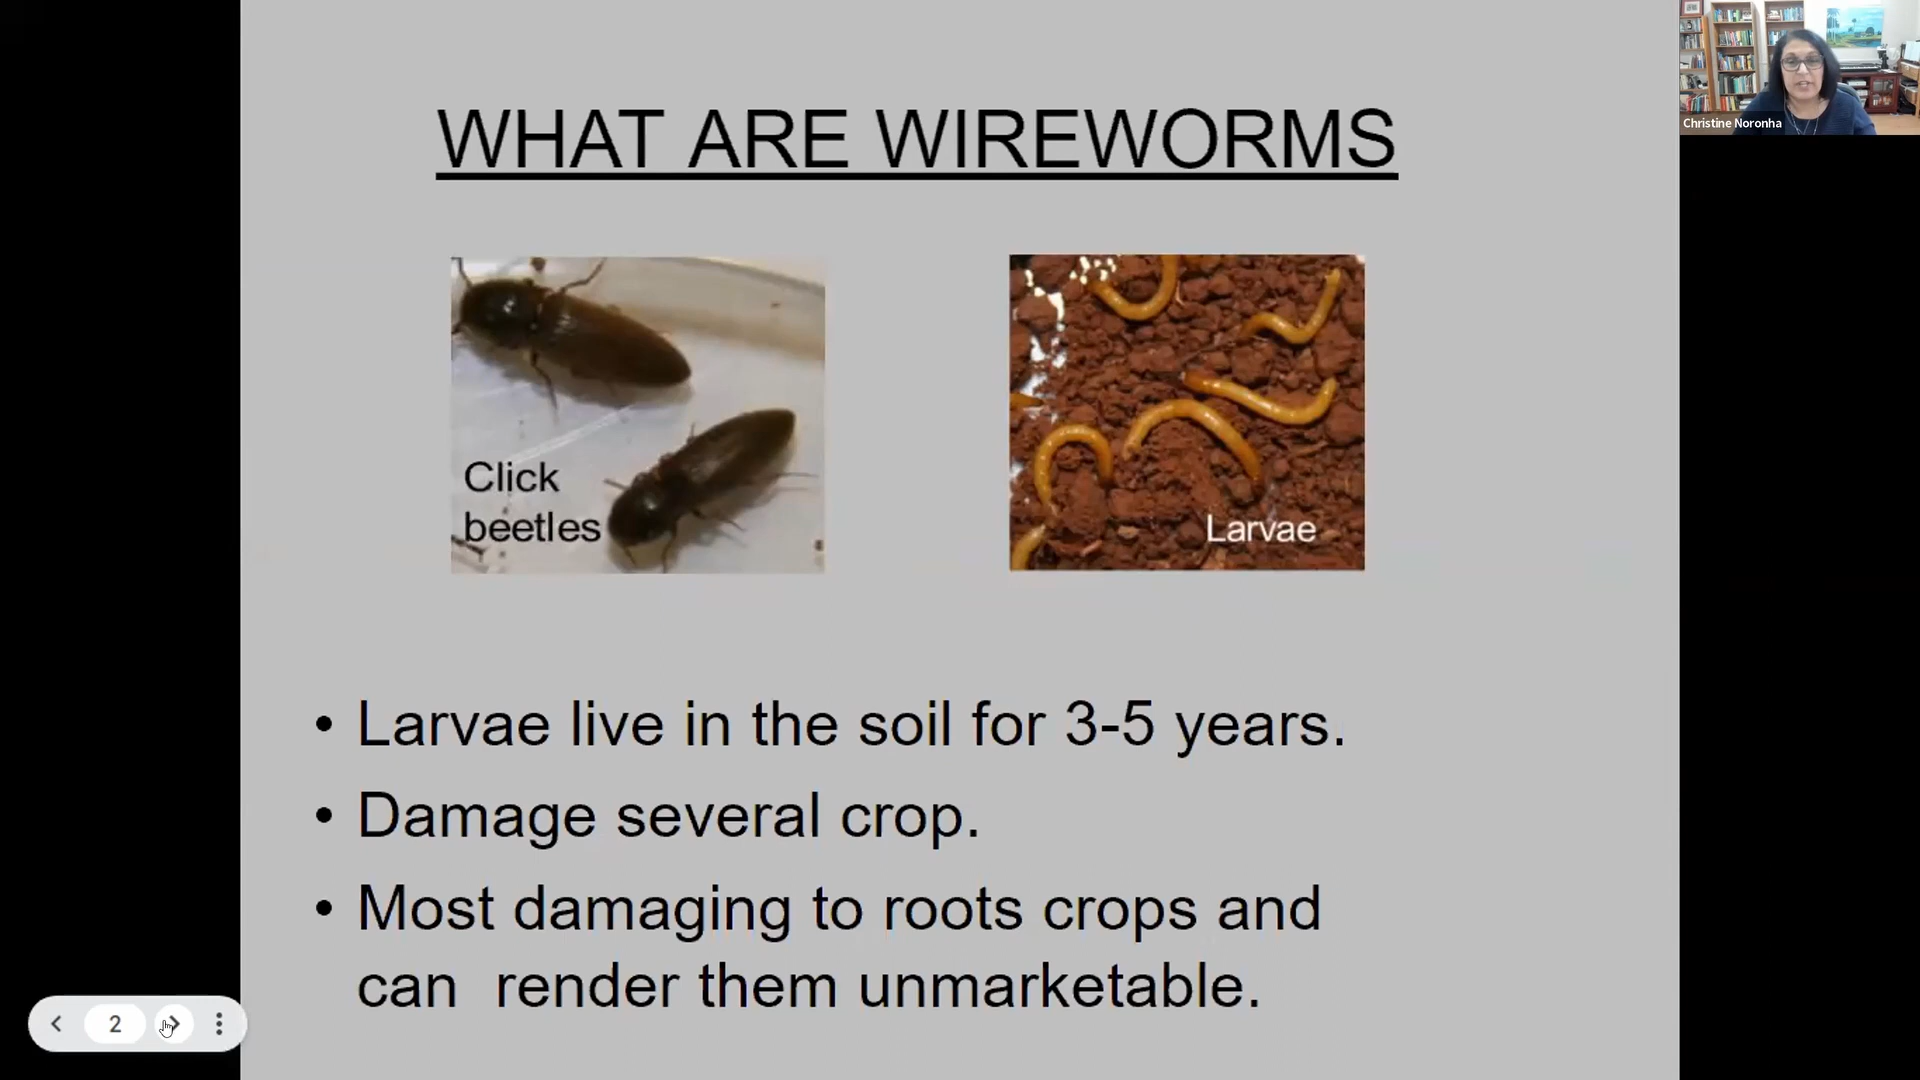 WHAT ARE WIREWORMS
Christine Noronha
Click
beetles
Larvae
• Larvae live in the soil for 3-5 years.
• Damage several crop.
• Most damaging to roots crops and
can  render them unmarketable.
2